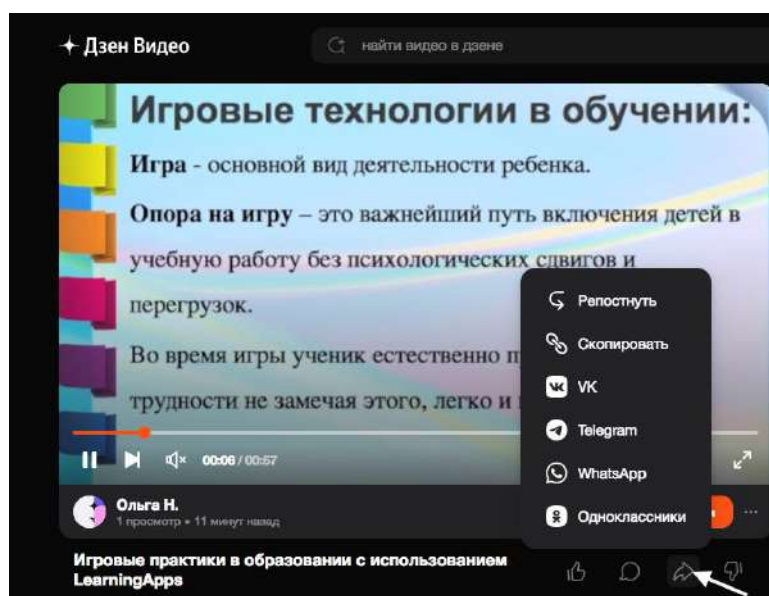 Дзен Видео
найти видео в дзене
Игровые технологии в обучении:
Игра - основной вид деятельности ребенка.
Опора на игру – это важнейший путь включения детей в
учебную работу без психологических сдвигов и
перегрузок.
Во время игры ученик естественно
трудности не замечая этого, легко и
Репостнуть
Скопировать
VK
Telegram
WhatsApp
Одноклассники
00:06 / 00:57
Ольга Н.
1 просмотр • 11 минут назад
Игровые практики в образовании с использованием
LearningApps